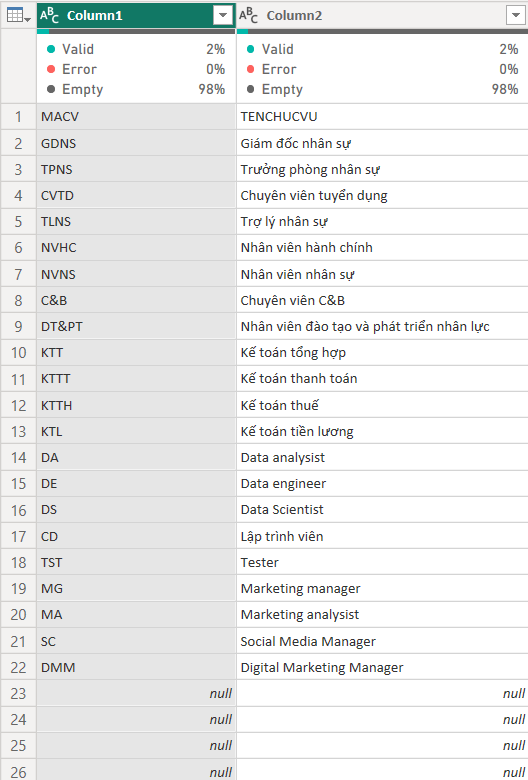 ABC Column1 ABC Column2
Valid 2% Valid 2%
Error 0% Error 0%
Empty 98% Empty 98%
1 MACV TENCHUCVU
2 GDNS Giám đốc nhân sự
3 TPNS Trưởng phòng nhân sự
4 CVTD Chuyên viên tuyển dụng
5 TLNS Trợ lý nhân sự
6 NVHC Nhân viên hành chính
7 NVNS Nhân viên nhân sự
8 C&B Chuyên viên C&B
9 DT&PT Nhân viên đào tạo và phát triển nhân lực
10 KTT Kế toán tổng hợp
11 KTTT Kế toán thanh toán
12 KTTH Kế toán thuế
13 KTL Kế toán tiền lương
14 DA Data analysist
15 DE Data engineer
16 DS Data Scientist
17 CD Lập trình viên
18 TST Tester
19 MG Marketing manager
20 MA Marketing analysist
21 SC Social Media Manager
22 DMM Digital Marketing Manager
23 null null
24 null null
25 null null
26 null null